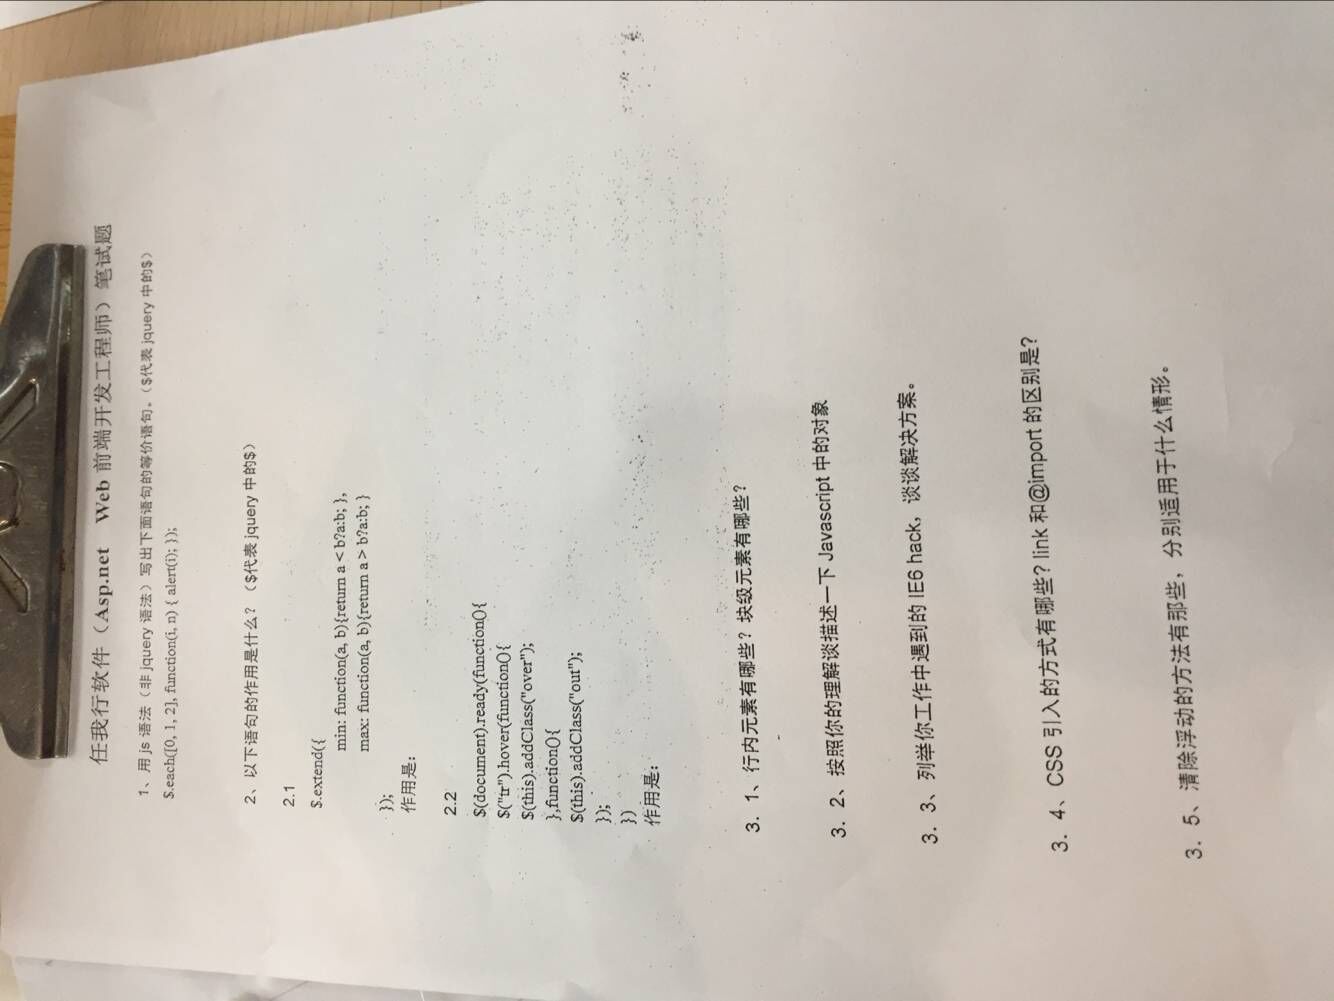 任我行软件（Asp.net Web 前端开发工程师）笔试题
1、用 js 语法（非 jquery 语法）写出下面语句的等价语句。（$代表 jquery 中的$）
$.each([0, 1, 2], function(i, n) { alert(i); });
2、以下语句的作用是什么？（$代表 jquery 中的$）
2.1
$.extend({
min: function(a, b){return a < b?a:b; },
max: function(a, b){return a > b?a:b; }
});
作用是：
2.2
$(document).ready(function(){
$("tr").hover(function(){
$(this).addClass("over");
},function(){
$(this).addClass("out");
});
})
作用是：
3. 1、行内元素有哪些？块级元素有哪些？
3. 2、按照你的理解谈描述一下 Javascript 中的对象
3. 3、列举你工作中遇到的 IE6 hack，谈谈解决方案。
3. 4、CSS 引入的方式有哪些? link 和@import 的区别是?
3. 5、清除浮动的方法有那些，分别适用于什么情形。